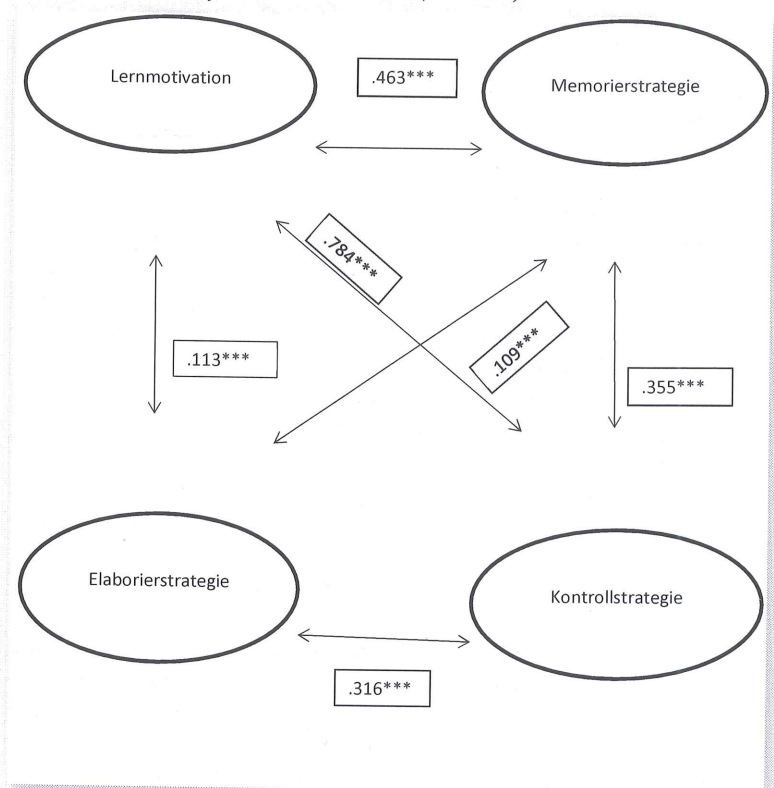 Lernmotivation
.463***
Memorierstrategie
.784***
.109***
.113***
.355***
Elaborierstrategie
Kontrollstrategie
.316***